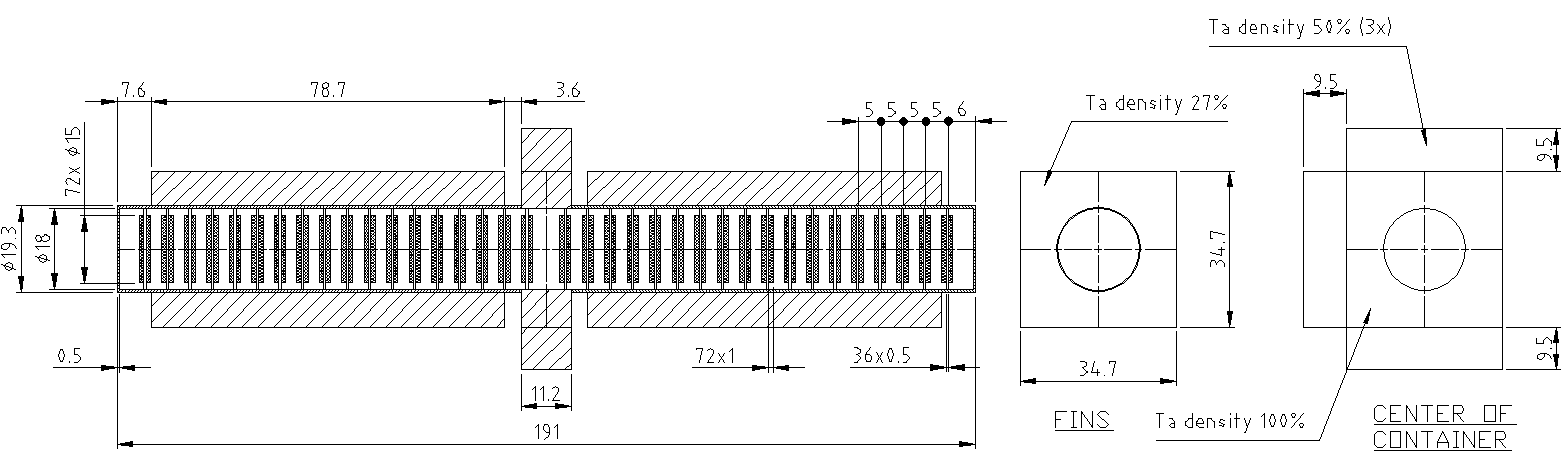 Ta density 50% (3x)
7.6
78.7
3.6
5
5
5
5
6
Ta density 27%
9.5
72x ϕ15
9.5
ϕ19.3
ϕ18
34.7
9.5
0.5
72x1
36x0.5
34.7
11.2
FINS
Ta density 100%
CENTER OF
CONTAINER
191